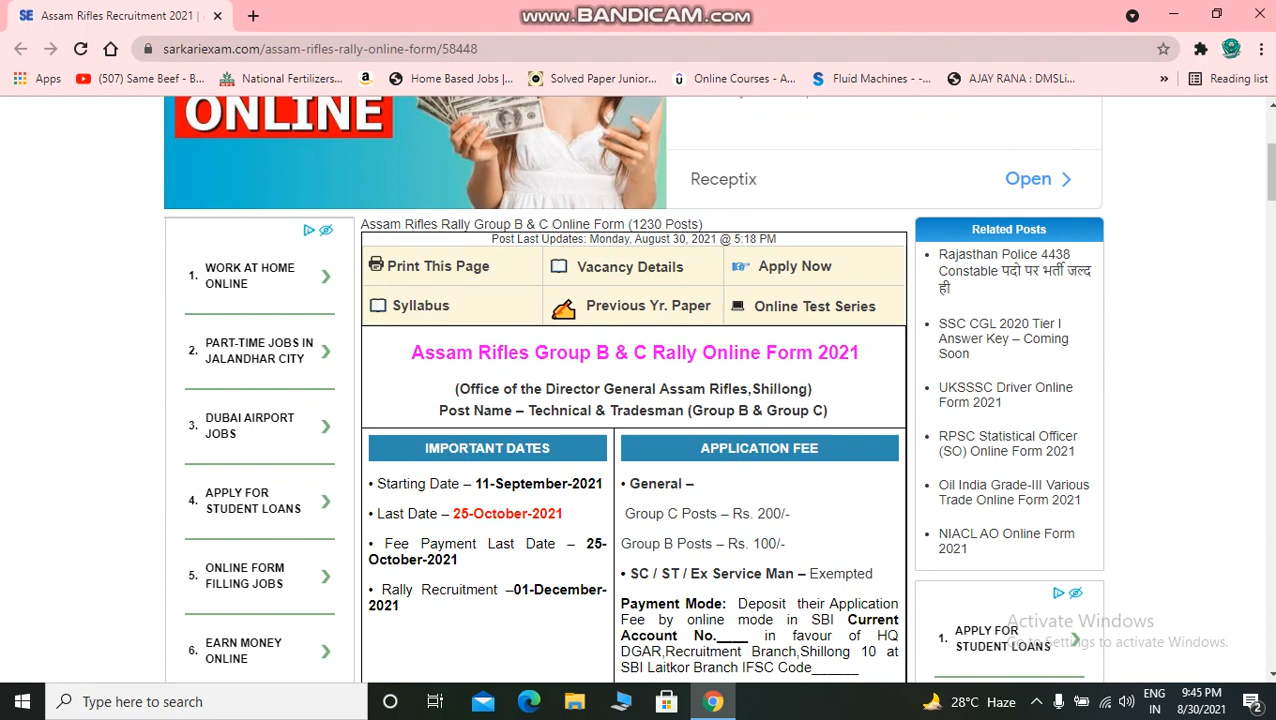 www.BANDICAM.com
Assam Rifles Recruitment 2021 |
sarkariexam.com/assam-rifles-rally-online-form/58448
Apps
(507) Same Beef - B...
National Fertilizers...
Home Based Jobs |...
Solved Paper Junior...
Online Courses - A...
Fluid Machines - -...
AJAY RANA : DMSLi...
»
Reading list
ONLINE
Receptix
Open
Assam Rifles Rally Group B & C Online Form (1230 Posts)
Post Last Updates: Monday, August 30, 2021 @ 5:18 PM
Print This Page
Vacancy Details
Apply Now
Syllabus
Previous Yr. Paper
Online Test Series
Assam Rifles Group B & C Rally Online Form 2021
(Office of the Director General Assam Rifles,Shillong)
Post Name – Technical & Tradesman (Group B & Group C)
IMPORTANT DATES
• Starting Date – 11-September-2021
• Last Date – 25-October-2021
• Fee Payment Last Date – 25-
October-2021
• Rally Recruitment –01-December-
2021
APPLICATION FEE
• General –
Group C Posts – Rs. 200/-
Group B Posts – Rs. 100/-
• SC / ST / Ex Service Man – Exempted
Payment Mode: Deposit their Application
Fee by online mode in SBI Current
Account No.____ in favour of HQ
DGAR,Recruitment Branch,Shillong 10 at
SBI Laitkor Branch IFSC Code_______
1. WORK AT HOME
ONLINE
2. PART-TIME JOBS IN
JALANDHAR CITY
3. DUBAI AIRPORT
JOBS
4. APPLY FOR
STUDENT LOANS
5. ONLINE FORM
FILLING JOBS
6. EARN MONEY
ONLINE
Related Posts
Rajasthan Police 4438
Constable पदो पर भर्ती जल्द
ही
SSC CGL 2020 Tier I
Answer Key – Coming
Soon
UKSSSC Driver Online
Form 2021
RPSC Statistical Officer
(SO) Online Form 2021
Oil India Grade-III Various
Trade Online Form 2021
NIACL AO Online Form
2021
1. APPLY FOR
STUDENT LOANS
Activate Windows
Go to Settings to activate Windows.
Type here to search
28°C Haze
ENG
IN
9:45 PM
8/30/2021
2